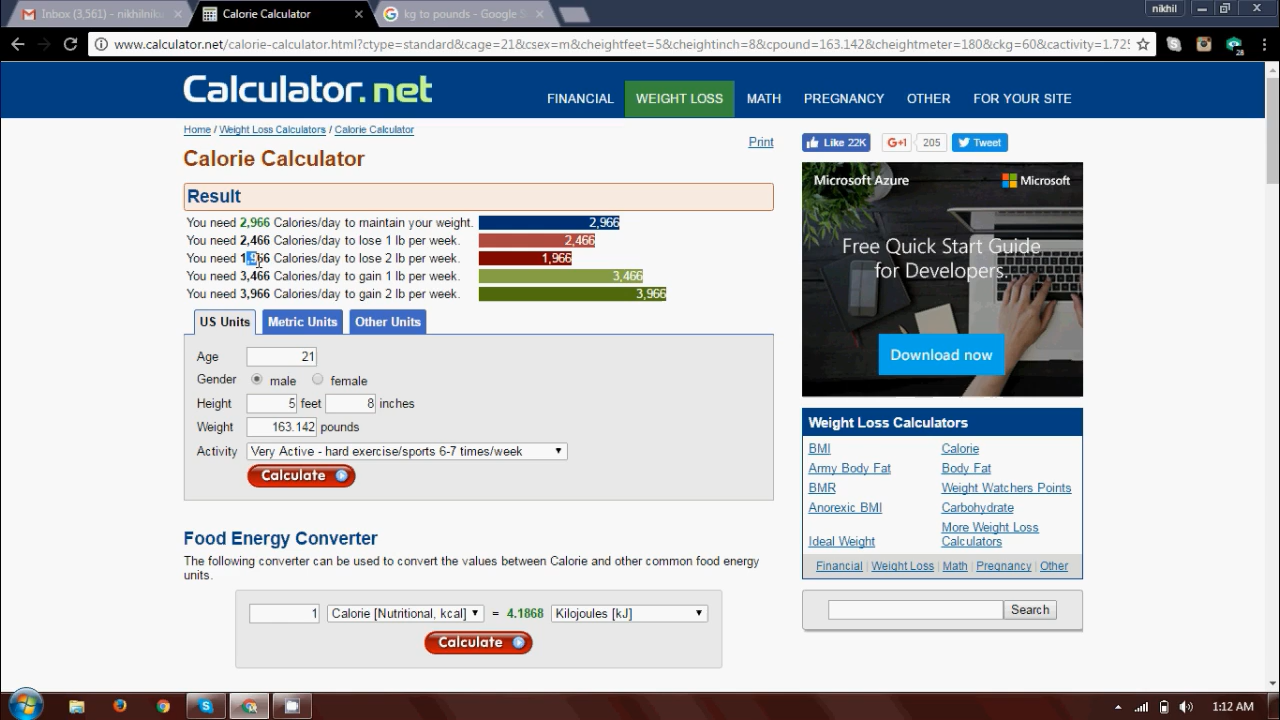 Inbox (3,561) - nikhilniku
Calorie Calculator
kg to pounds - Google S
nikhil
www.calculator.net/calorie-calculator.html?ctype=standard&cage=21&csex=m&cheightfeet=5&cheightinch=8&cpound=163.142&cheightmeter=180&ckg=60&cactivity=1.725
28
Calculator.net
FINANCIAL WEIGHT LOSS MATH PREGNANCY OTHER FOR YOUR SITE
Home / Weight Loss Calculators / Calorie Calculator
Print
Like 22K G+1 205 Tweet
Calorie Calculator
Result
You need 2,966 Calories/day to maintain your weight. 2,966
You need 2,466 Calories/day to lose 1 lb per week. 2,466
You need 1,966 Calories/day to lose 2 lb per week. 1,966
You need 3,466 Calories/day to gain 1 lb per week. 3,466
You need 3,966 Calories/day to gain 2 lb per week. 3,966
US Units Metric Units Other Units
Age 21
Gender male female
Height 5 feet 8 inches
Weight 163.142 pounds
Activity Very Active - hard exercise/sports 6-7 times/week
Calculate
Food Energy Converter
The following converter can be used to convert the values between Calorie and other common food energy
units.
1 Calorie [Nutritional, kcal] = 4.1868 Kilojoules [kJ]
Calculate
Microsoft Azure Microsoft
Free Quick Start Guide
for Developers.
Download now
Weight Loss Calculators
BMI Calorie
Army Body Fat Body Fat
BMR Weight Watchers Points
Anorexic BMI Carbohydrate
Ideal Weight More Weight Loss
Calculators
Financial | Weight Loss | Math | Pregnancy | Other
Search
1:12 AM